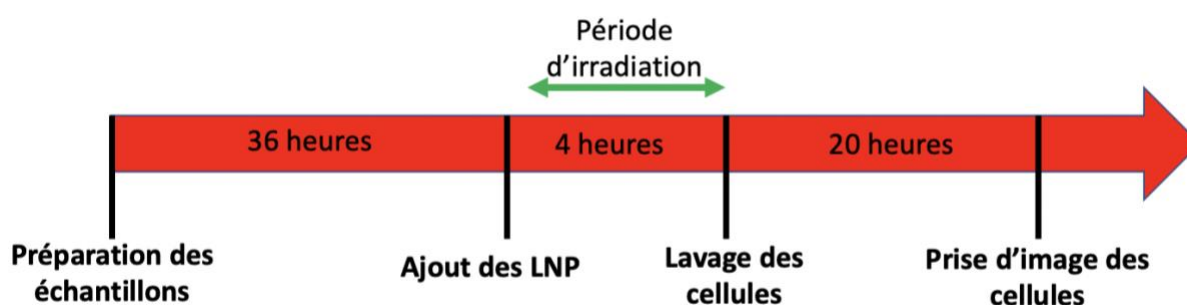 Période
d’irradiation
36 heures
4 heures
20 heures
Préparation des
échantillons
Ajout des LNP
Lavage des
cellules
Prise d’image des
cellules